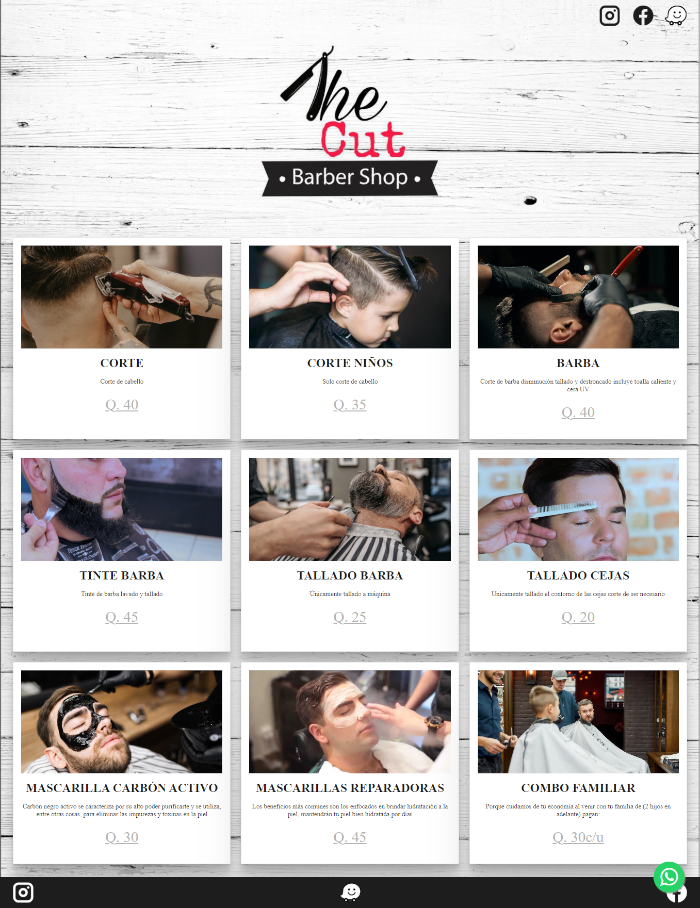 The
Cut
• Barber Shop •
CORTE
Corte de cabello
Q. 40
CORTE NIÑOS
Solo corte de cabello
Q. 35
BARBA
Corte de barba disminución tallado y destroncado incluye toalla caliente y
cera UV
Q. 40
TINTE BARBA
Tinte de barba lavado y tallado
Q. 45
TALLADO BARBA
Unicamente tallado a máquina
Q. 25
TALLADO CEJAS
Unicamente tallado el contorno de las cejas corte de ser necesario
Q. 20
MASCARILLA CARBÓN ACTIVO
Carbón negro activo se caracteriza por su alto poder purificante y se utiliza,
entre otras cosas, para eliminar las impurezas y toxinas en la piel
Q. 30
MASCARILLAS REPARADORAS
Los beneficios más comunes son los enfocados en brindar hidratación a la
piel, mantendrán tu piel bien hidratada por días
Q. 45
COMBO FAMILIAR
Porque cuidamos de tu economía al venir con tu familia de (2 hijos en
adelante) pagan:
Q. 30c/u